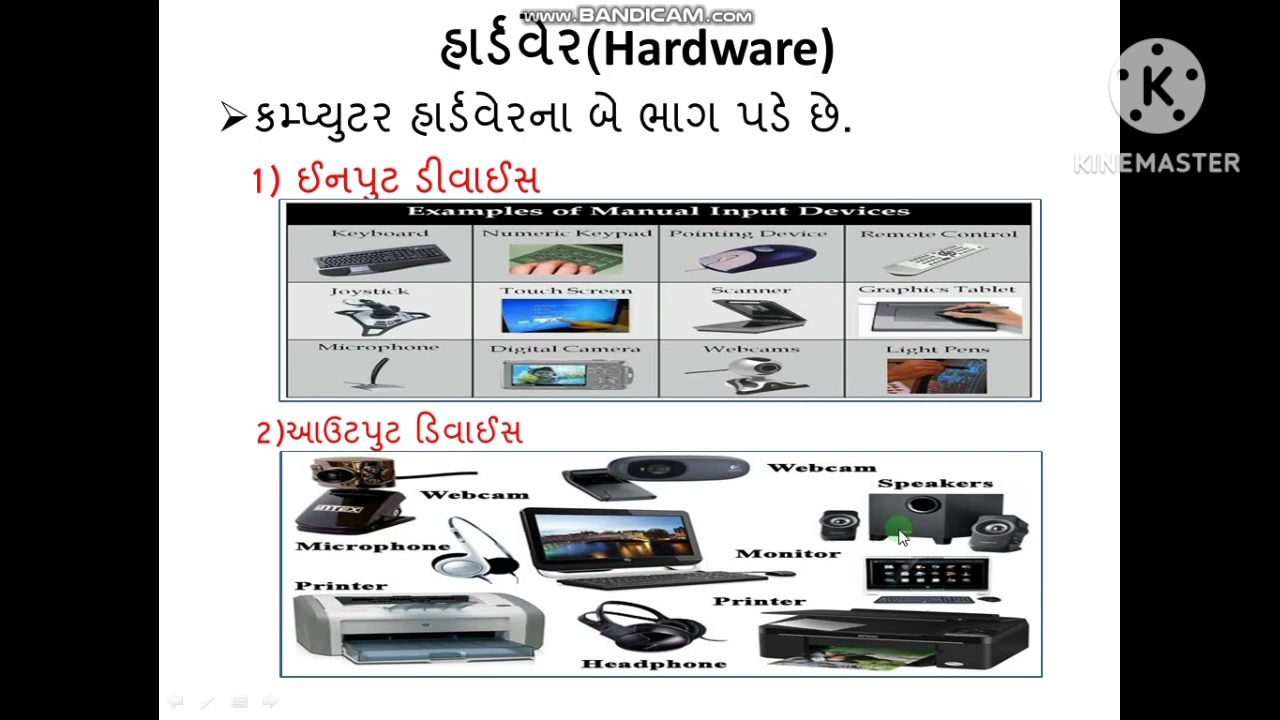 www.BANDICAM.com
હાર્ડવેર(Hardware)
K
KINEMASTER
➢કમ્પ્યુટર હાર્ડવેરના બે ભાગ પડે છે.
1) ઈનપુટ ડીવાઈસ
Examples of Manual Input Devices
Keyboard Numeric Keypad Pointing Device Remote Control
Joystick Touch Screen Scanner Graphics Tablet
Microphone Digital Camera Webcams Light Pens
2)આઉટપુટ ડિવાઈસ
Webcam
Speakers
Webcam
Microphone
Monitor
Printer
Printer
Headphone